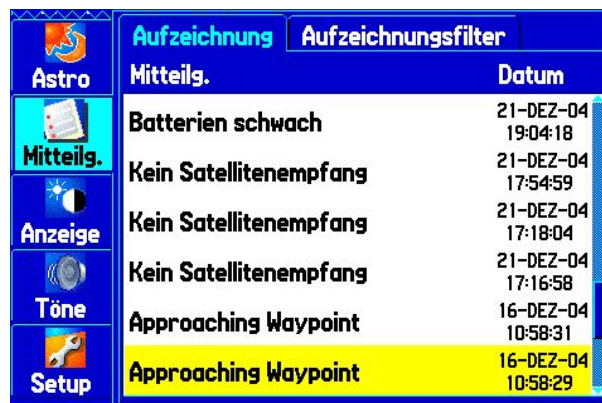 Aufzeichnung Aufzeichnungsfilter
Astro
Mitteilg.
Anzeige
Töne
Setup
Mitteilg. Datum
Batterien schwach 21-DEZ-04
19:04:18
Kein Satellitenempfang 21-DEZ-04
17:54:59
Kein Satellitenempfang 21-DEZ-04
17:18:04
Kein Satellitenempfang 21-DEZ-04
17:16:58
Approaching Waypoint 16-DEZ-04
10:58:31
Approaching Waypoint 16-DEZ-04
10:58:29